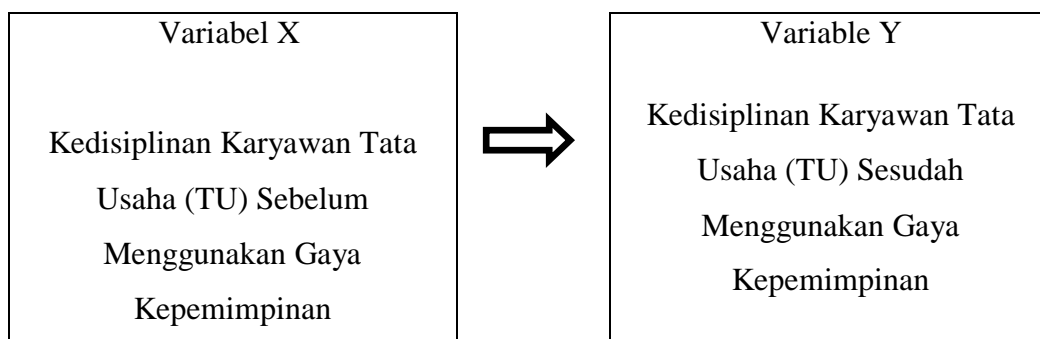 Variabel X
Kedisiplinan Karyawan Tata
Usaha (TU) Sebelum
Menggunakan Gaya
Kepemimpinan
Variable Y
Kedisiplinan Karyawan Tata
Usaha (TU) Sesudah
Menggunakan Gaya
Kepemimpinan